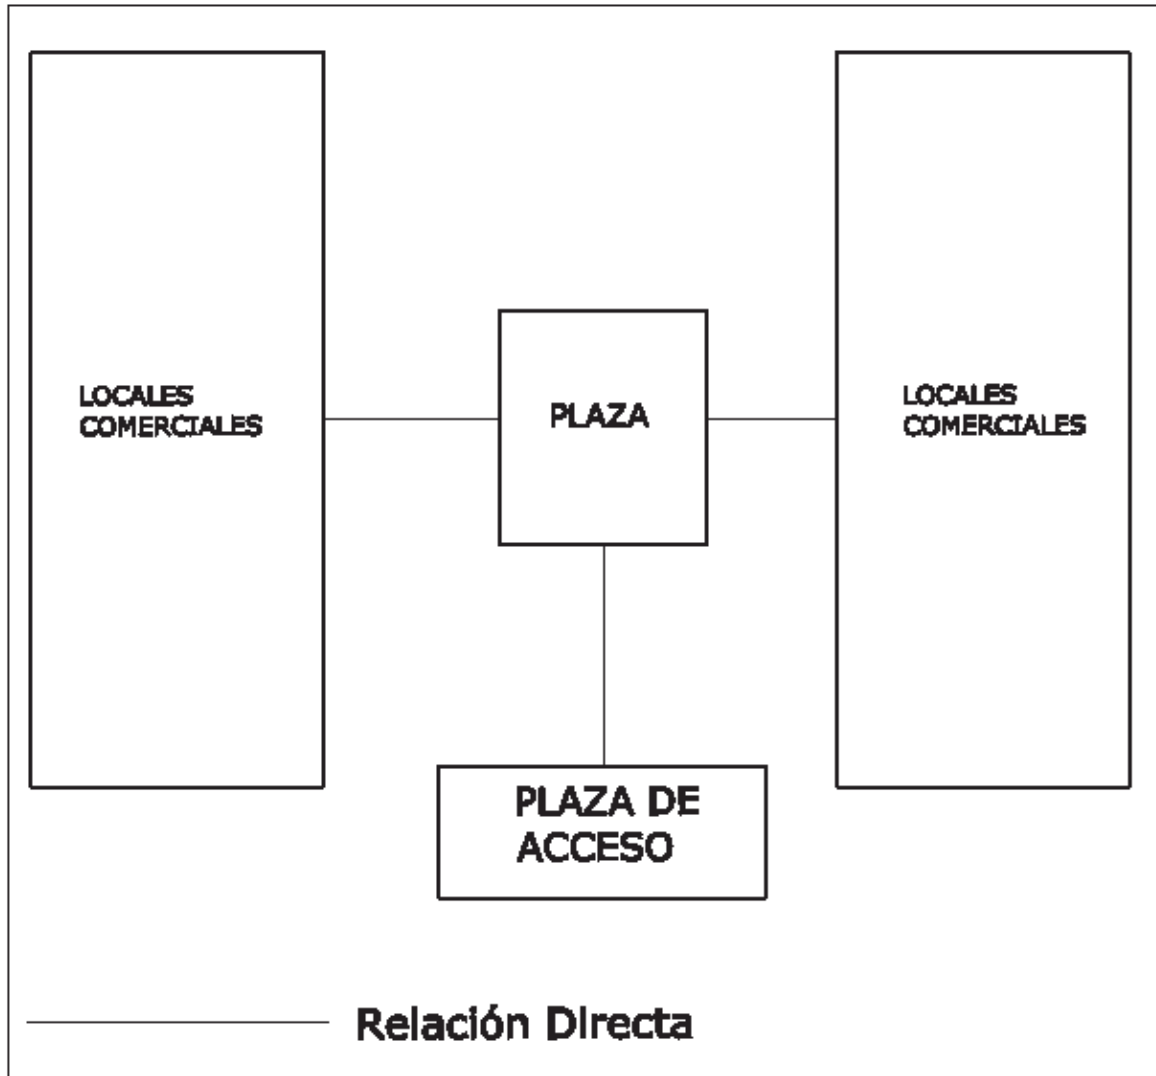 LOCALES
COMERCIALES
PLAZA
LOCALES
COMERCIALES
PLAZA DE
ACCESO
Relación Directa